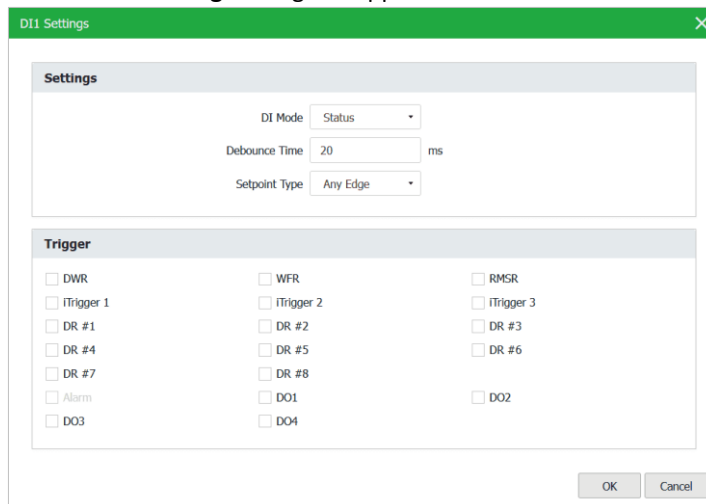 DI1 Settings
Settings
DI Mode Status
Debounce Time 20 ms
Setpoint Type Any Edge
Trigger
DWR WFR RMSR
iTrigger 1 iTrigger 2 iTrigger 3
DR #1 DR #2 DR #3
DR #4 DR #5 DR #6
DR #7 DR #8
Alarm DO1 DO2
DO3 DO4
OK Cancel